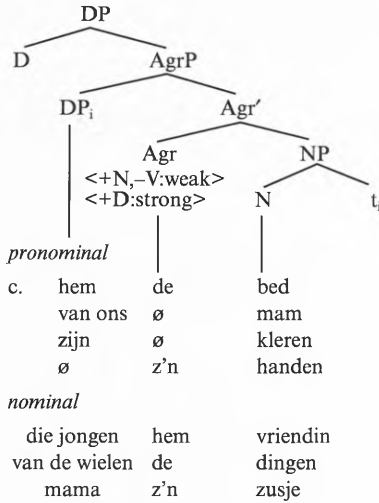 DP
D AgrP
DPi Agr′
Agr NP
<+N,–V:weak>
<+D:strong> N ti
pronominal
c. hem de bed
van ons ø mam
zijn ø kleren
ø z'n handen
nominal
die jongen hem vriendin
van de wielen de dingen
mama z'n zusje